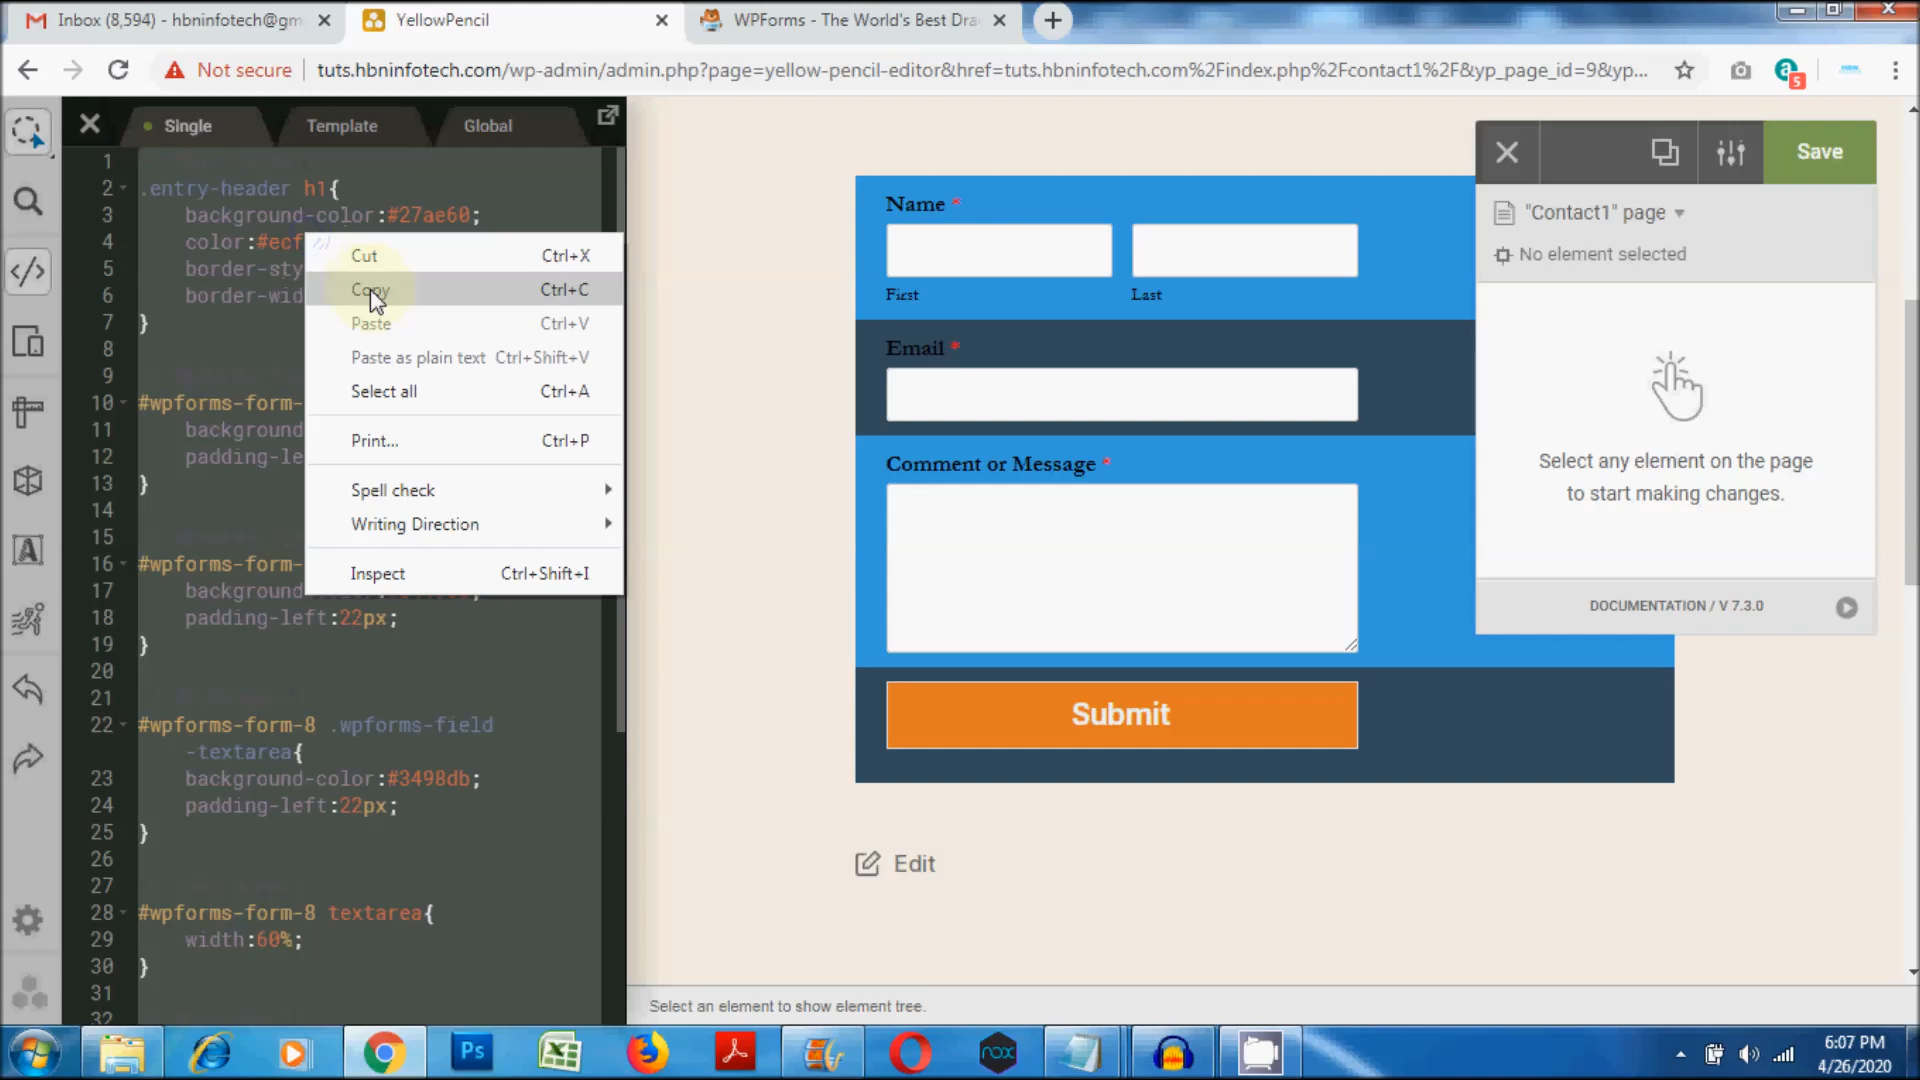 Inbox (8,594) - hbninfotech@gm
YellowPencil
WPForms - The World's Best Dra
Not secure
tuts.hbninfotech.com/wp-admin/admin.php?page=yellow-pencil-editor&href=tuts.hbninfotech.com%2Findex.php%2Fcontact1%2F&yp_page_id=9&yp...
5
Single
Template
Global
1
2 .entry-header h1{
3 background-color:#27ae60;
4 color:#ecf
5 border-sty
6 border-wid
7 }
8
9
10 #wpforms-form-
11 background
12 padding-le
13 }
14
15
16 #wpforms-form-
17 background
18 padding-left:22px;
19 }
20
21
22 #wpforms-form-8 .wpforms-field
-textarea{
23 background-color:#3498db;
24 padding-left:22px;
25 }
26
27
28 #wpforms-form-8 textarea{
29 width:60%;
30 }
31
32
Cut Ctrl+X
Copy Ctrl+C
Paste Ctrl+V
Paste as plain text Ctrl+Shift+V
Select all Ctrl+A
Print... Ctrl+P
Spell check
Writing Direction
Inspect Ctrl+Shift+I
Name *
First
Last
Email *
Comment or Message *
Submit
Edit
Save
"Contact1" page
No element selected
Select any element on the page
to start making changes.
DOCUMENTATION / V 7.3.0
Select an element to show element tree.
Ps
nox
6:07 PM
4/26/2020